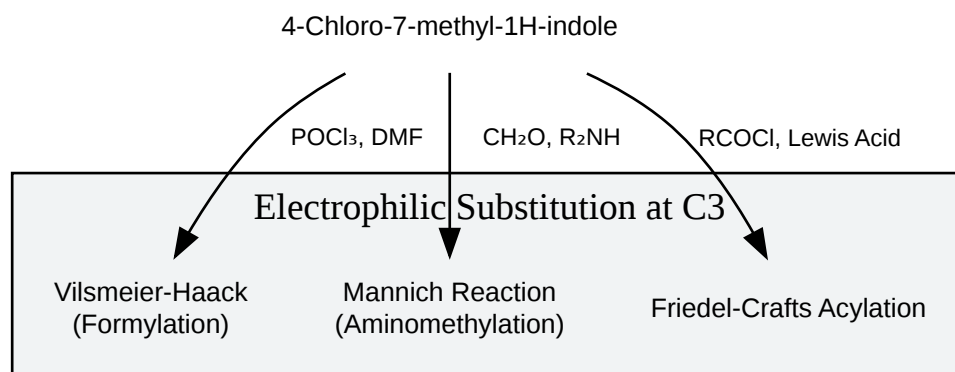 4-Chloro-7-methyl-1H-indole
POCl₃, DMF
CH₂O, R₂NH
RCOCl, Lewis Acid
Electrophilic Substitution at C3
Vilsmeier-Haack
(Formylation)
Mannich Reaction
(Aminomethylation)
Friedel-Crafts Acylation